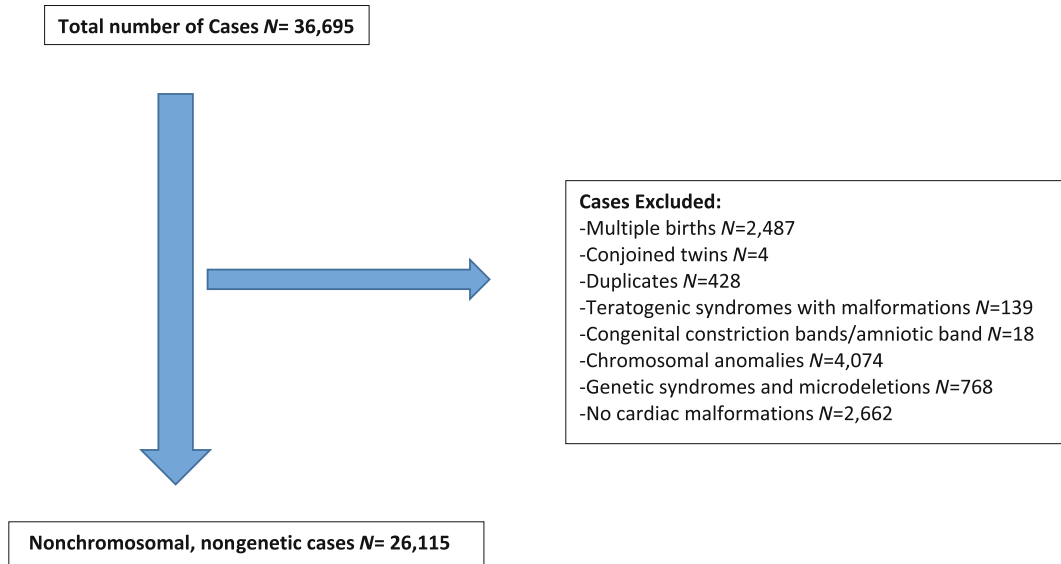 Total number of Cases N= 36,695
Cases Excluded:
-Multiple births N=2,487
-Conjoined twins N=4
-Duplicates N=428
-Teratogenic syndromes with malformations N=139
-Congenital constriction bands/amniotic band N=18
-Chromosomal anomalies N=4,074
-Genetic syndromes and microdeletions N=768
-No cardiac malformations N=2,662
Nonchromosomal, nongenetic cases N= 26,115